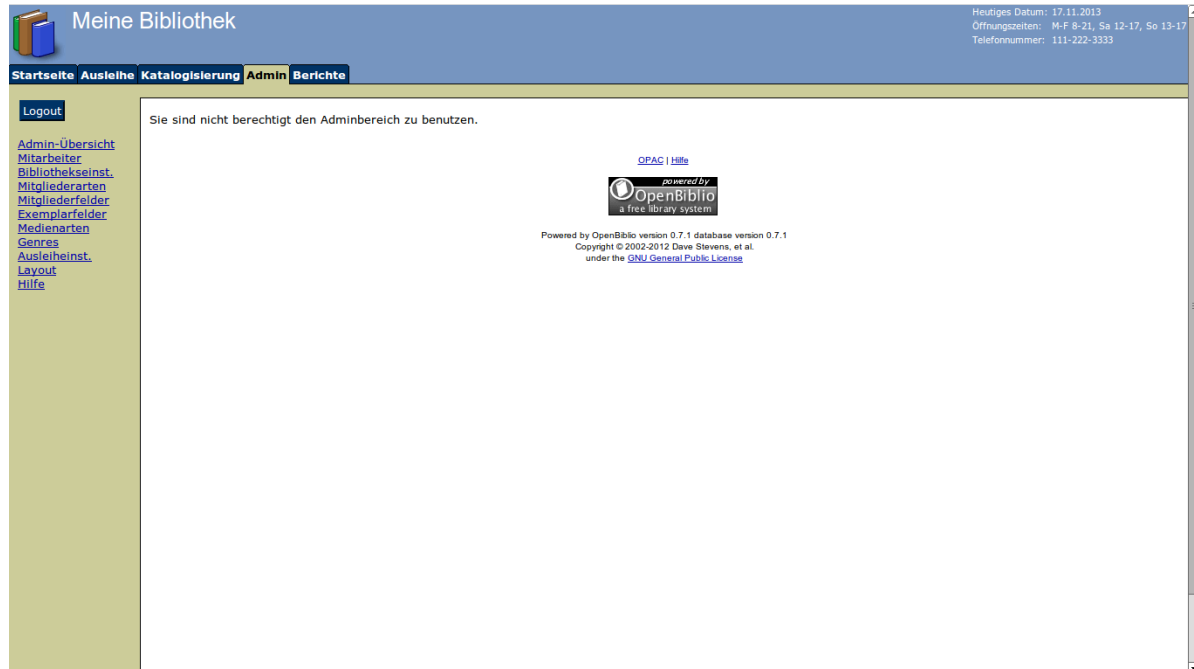 Meine Bibliothek
Heutiges Datum: 17.11.2013
Öffnungszeiten: M-F 8-21, Sa 12-17, So 13-17
Telefonnummer: 111-222-3333
Startseite Ausleihe Katalogisierung Admin Berichte
Logout
Admin-Übersicht
Mitarbeiter
Bibliothekseinst.
Mitgliederarten
Mitgliederfelder
Exemplarfelder
Medienarten
Genres
Ausleiheinst.
Layout
Hilfe
Sie sind nicht berechtigt den Adminbereich zu benutzen.
OPAC | Hilfe
powered by
OpenBiblio
a free library system
Powered by OpenBiblio version 0.7.1 database version 0.7.1
Copyright © 2002-2012 Dave Stevens, et al.
under the GNU General Public License